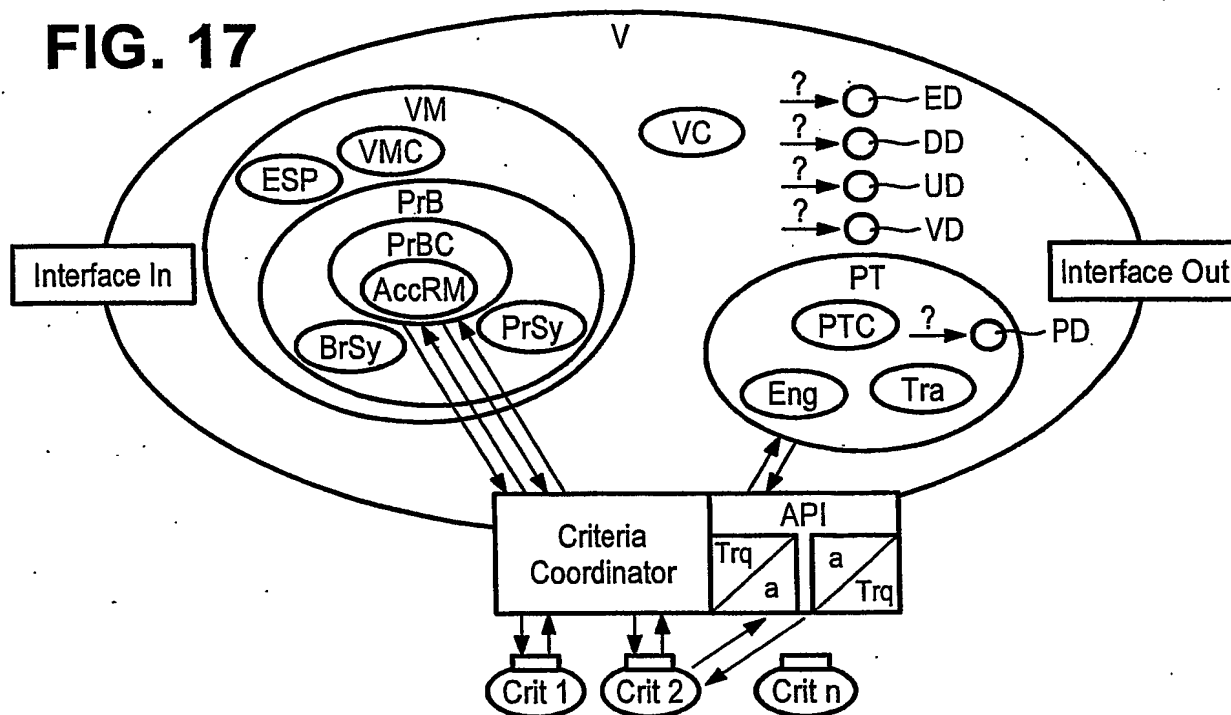 FIG. 17
V
VM
VMC
ESP
PrB
PrBC
AccRM
BrSy
PrSy
VC
? ED
? DD
? UD
? VD
Interface In
Interface Out
PT
PTC
? PD
Eng
Tra
Criteria
Coordinator
API
Trq
a
a
Trq
Crit 1
Crit 2
Crit n